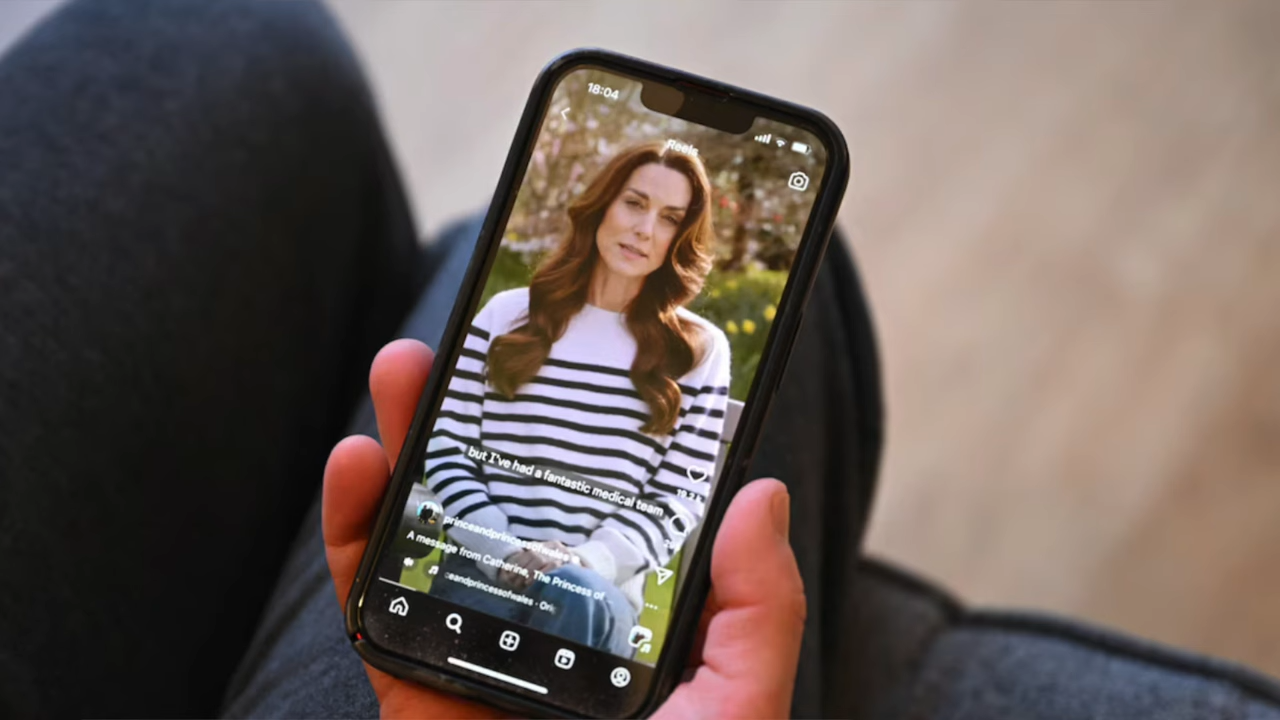 18:04
Reels
but I've had a fantastic medical team
princeandprincessofwales
A message from Catherine, The Princess of
eandprincessofwales · Ori